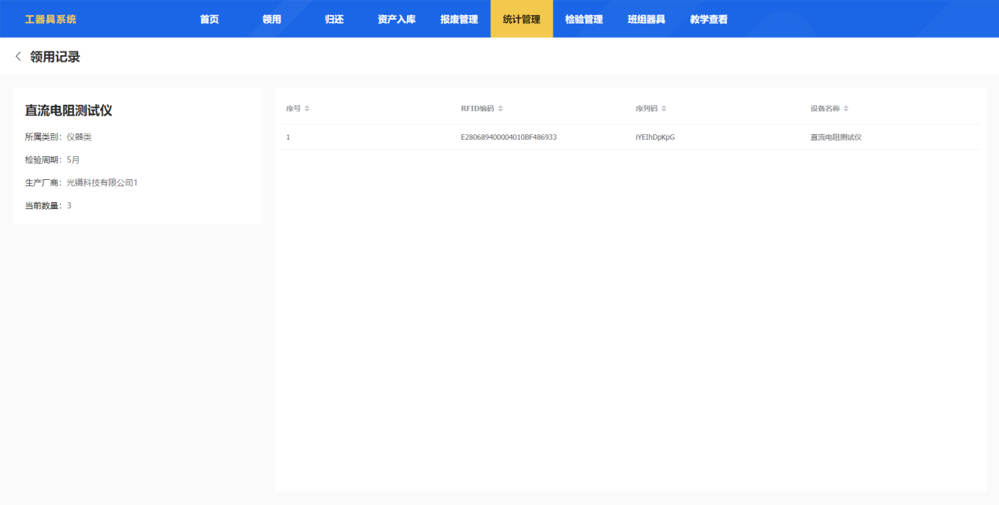 工器具系统 首页 领用 归还 资产入库 报废管理 统计管理 检验管理 班组器具 教学查看
领用记录
直流电阻测试仪
所属类别：仪器类
检验周期：5月
生产厂商：光镊科技有限公司1
当前数量：3
序号 RFID编码 序列码 设备名称
1 E280689400004010BF486933 iYEIhDpKpG 直流电阻测试仪